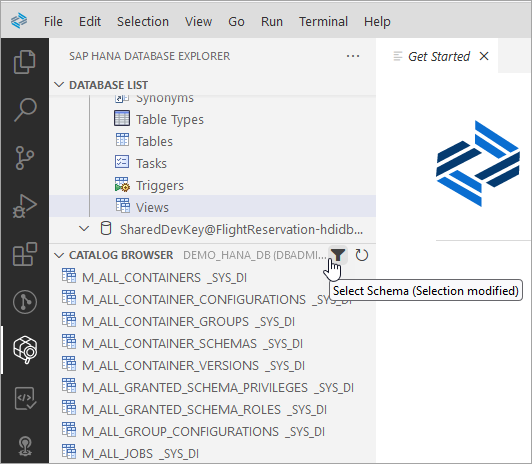 File Edit Selection View Go Run Terminal Help
SAP HANA DATABASE EXPLORER ···
Get Started
DATABASE LIST
Synonyms
Table Types
Tables
Tasks
Triggers
Views
SharedDevKey@FlightReservation-hdidb...
CATALOG BROWSER DEMO_HANA_DB (DBADMI...
Select Schema (Selection modified)
M_ALL_CONTAINERS _SYS_DI
M_ALL_CONTAINER_CONFIGURATIONS _SYS_DI
M_ALL_CONTAINER_GROUPS _SYS_DI
M_ALL_CONTAINER_SCHEMAS _SYS_DI
M_ALL_CONTAINER_VERSIONS _SYS_DI
M_ALL_GRANTED_SCHEMA_PRIVILEGES _SYS_DI
M_ALL_GRANTED_SCHEMA_ROLES _SYS_DI
M_ALL_GROUP_CONFIGURATIONS _SYS_DI
M_ALL_JOBS _SYS_DI